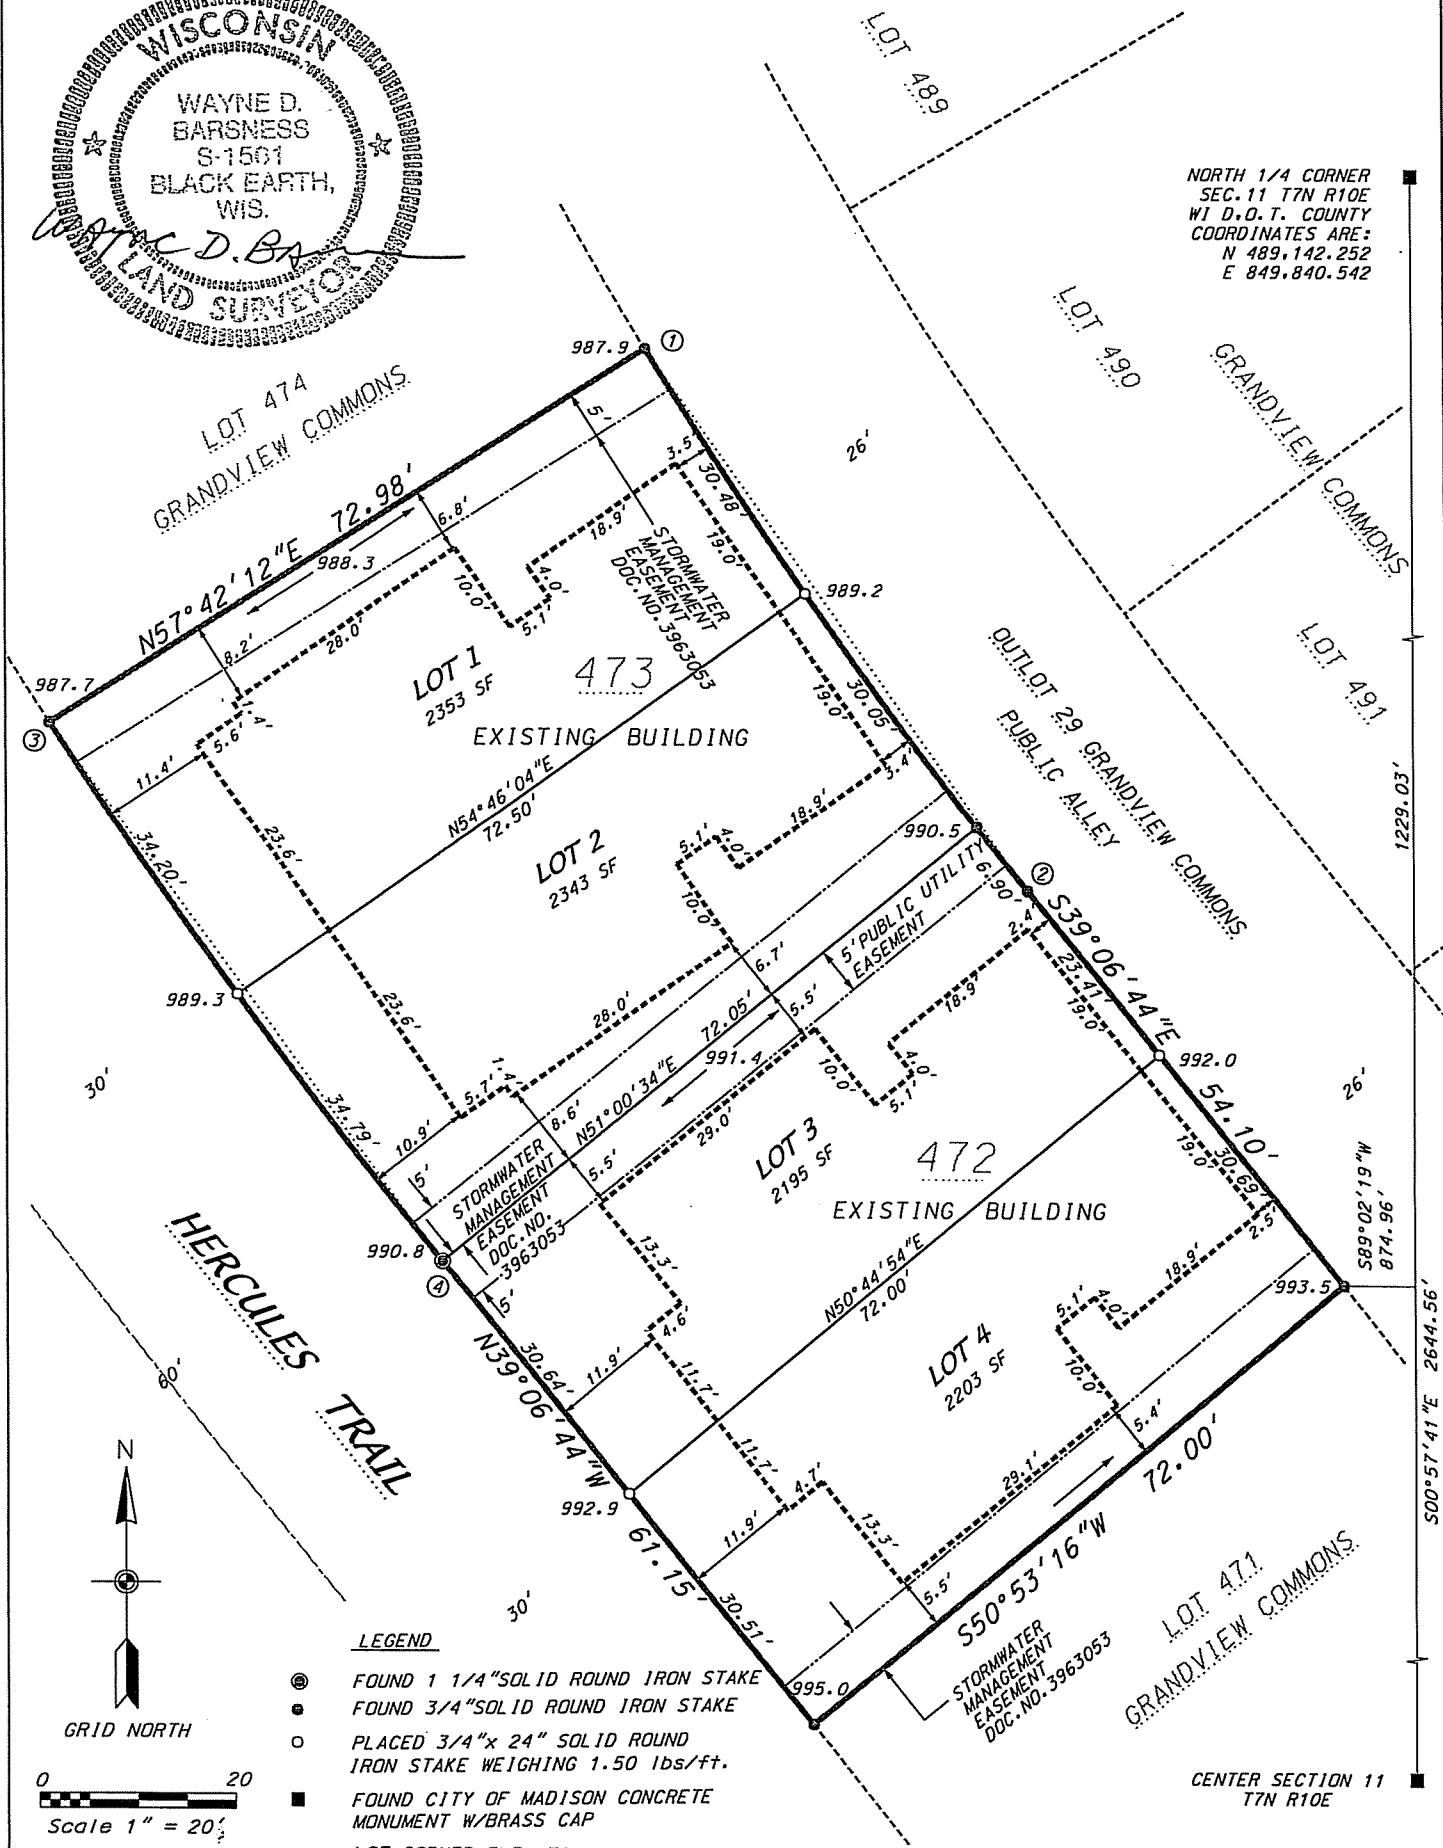 WISCONSIN
WAYNE D.
BARSNESS
S-1561
BLACK EARTH,
WIS.
LAND SURVEYOR
Wayne D. Ba
LOT 489
NORTH 1/4 CORNER
SEC. 11 T7N R10E
WI D.O.T. COUNTY
COORDINATES ARE:
N 489,142.252
E 849,840.542
LOT 490
GRANDVIEW COMMONS
LOT 491
OUTLOT 29 GRANDVIEW COMMONS
PUBLIC ALLEY
26'
1229.03'
LOT 474
GRANDVIEW COMMONS
987.9
1
N57°42'12"E 72.98'
988.3
5'
3.5'
30.48'
19.0'
6.8'
18.9'
4.0'
5.1'
10.0'
28.0'
8.2'
STORMWATER
MANAGEMENT
EASEMENT
DOC. NO. 3963053
989.2
987.7
3
1.4'
5.6'
11.4'
34.20'
23.6'
LOT 1
2353 SF
473
EXISTING BUILDING
N54°46'04"E
72.50'
30.05'
19.0'
3.4'
LOT 2
2343 SF
5.1'
4.0'
18.9'
10.0'
28.0'
990.5
6.90'
2
989.3
23.6'
34.79'
10.9'
5.7'
1.4'
8.6'
6.7'
5' PUBLIC UTILITY
EASEMENT
N51°00'34"E 72.05'
991.4
5.5'
5.5'
5'
STORMWATER
MANAGEMENT
EASEMENT
DOC. NO.
3963053
5'
990.8
4
S39°06'44"E 54.10'
2.4'
23.41'
19.0'
18.9'
4.0'
5.1'
10.0'
29.0'
992.0
26'
30'
LOT 3
2195 SF
472
EXISTING BUILDING
N50°44'54"E
72.00'
13.3'
4.6'
11.7'
11.9'
30.64'
19.0'
30.69'
2.5'
993.5
S89°02'19"W
874.96'
S00°57'41"E 2644.56'
LOT 4
2203 SF
5.1'
4.0'
18.9'
10.0'
5.4'
29.1'
HERCULES TRAIL
60'
N39°06'44"W 61.15'
992.9
11.7'
4.7'
11.9'
13.3'
5.5'
30.51'
30'
995.0
S50°53'16"W 72.00'
STORMWATER
MANAGEMENT
EASEMENT
DOC. NO. 3963053
LOT 471
GRANDVIEW COMMONS
N
GRID NORTH
0 20
Scale 1" = 20'
LEGEND
FOUND 1 1/4" SOLID ROUND IRON STAKE
FOUND 3/4" SOLID ROUND IRON STAKE
PLACED 3/4" x 24" SOLID ROUND
IRON STAKE WEIGHING 1.50 lbs/ft.
FOUND CITY OF MADISON CONCRETE
MONUMENT W/BRASS CAP
CENTER SECTION 11
T7N R10E